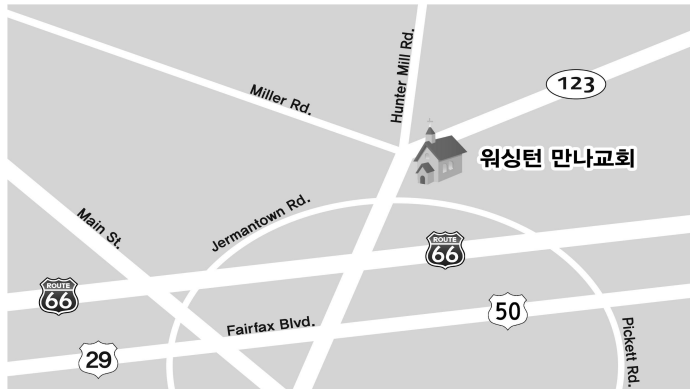 Hunter Mill Rd.
Miller Rd.
123
워싱턴 만나교회
Main St.
Jermantown Rd.
ROUTE
66
ROUTE
66
50
Fairfax Blvd.
29
Pickett Rd.